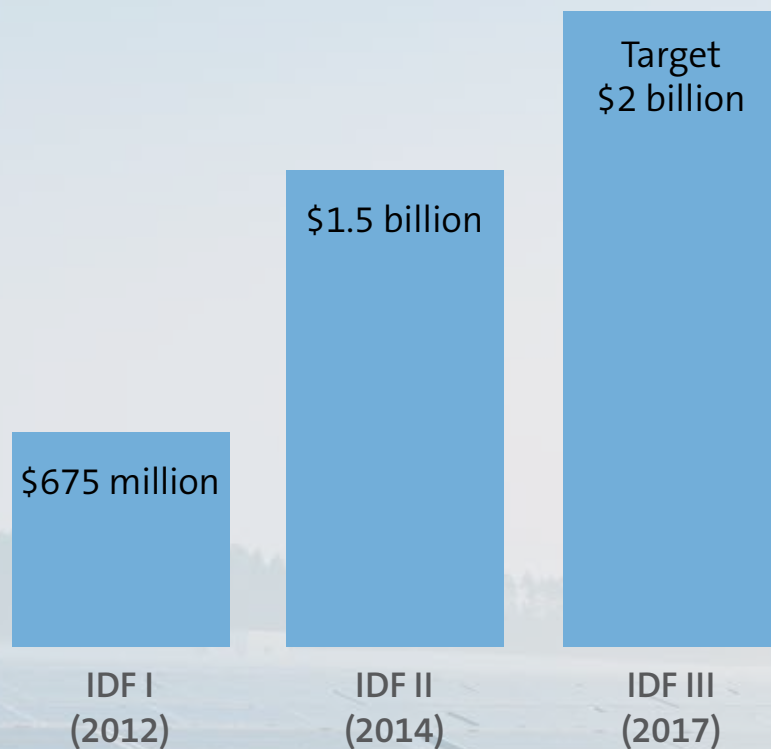 Target
$2 billion
$1.5 billion
$675 million
IDF I
(2012)
IDF II
(2014)
IDF III
(2017)